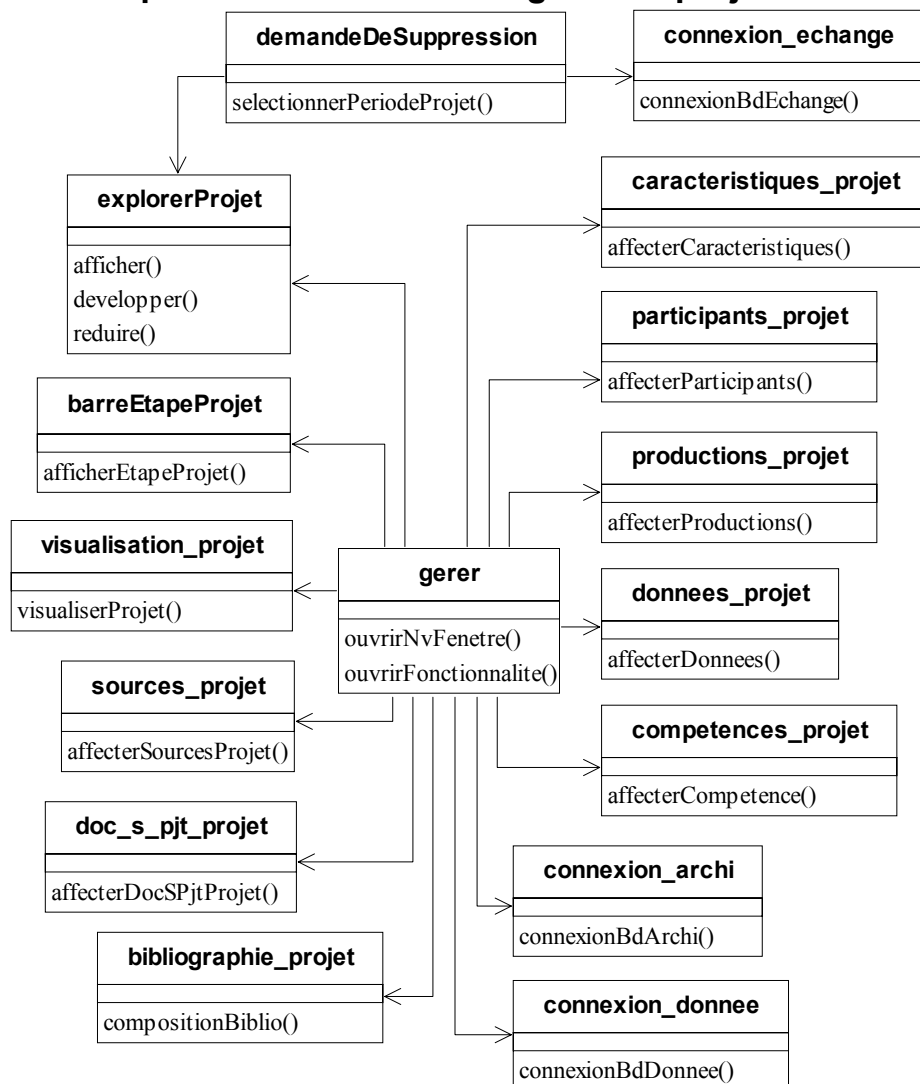 demandeDeSuppression
selectionnerPeriodeProjet()
connexion_echange
connexionBdEchange()
explorerProjet
afficher()
developper()
reduire()
caracteristiques_projet
affecterCaracteristiques()
participants_projet
affecterParticipants()
barreEtapeProjet
afficherEtapeProjet()
productions_projet
affecterProductions()
visualisation_projet
visualiserProjet()
gerer
ouvrirNvFenetre()
ouvrirFonctionnalite()
donnees_projet
affecterDonnees()
sources_projet
affecterSourcesProjet()
competences_projet
affecterCompetence()
doc_s_pjt_projet
affecterDocSPjtProjet()
connexion_archi
connexionBdArchi()
bibliographie_projet
compositionBiblio()
connexion_donnee
connexionBdDonnee()